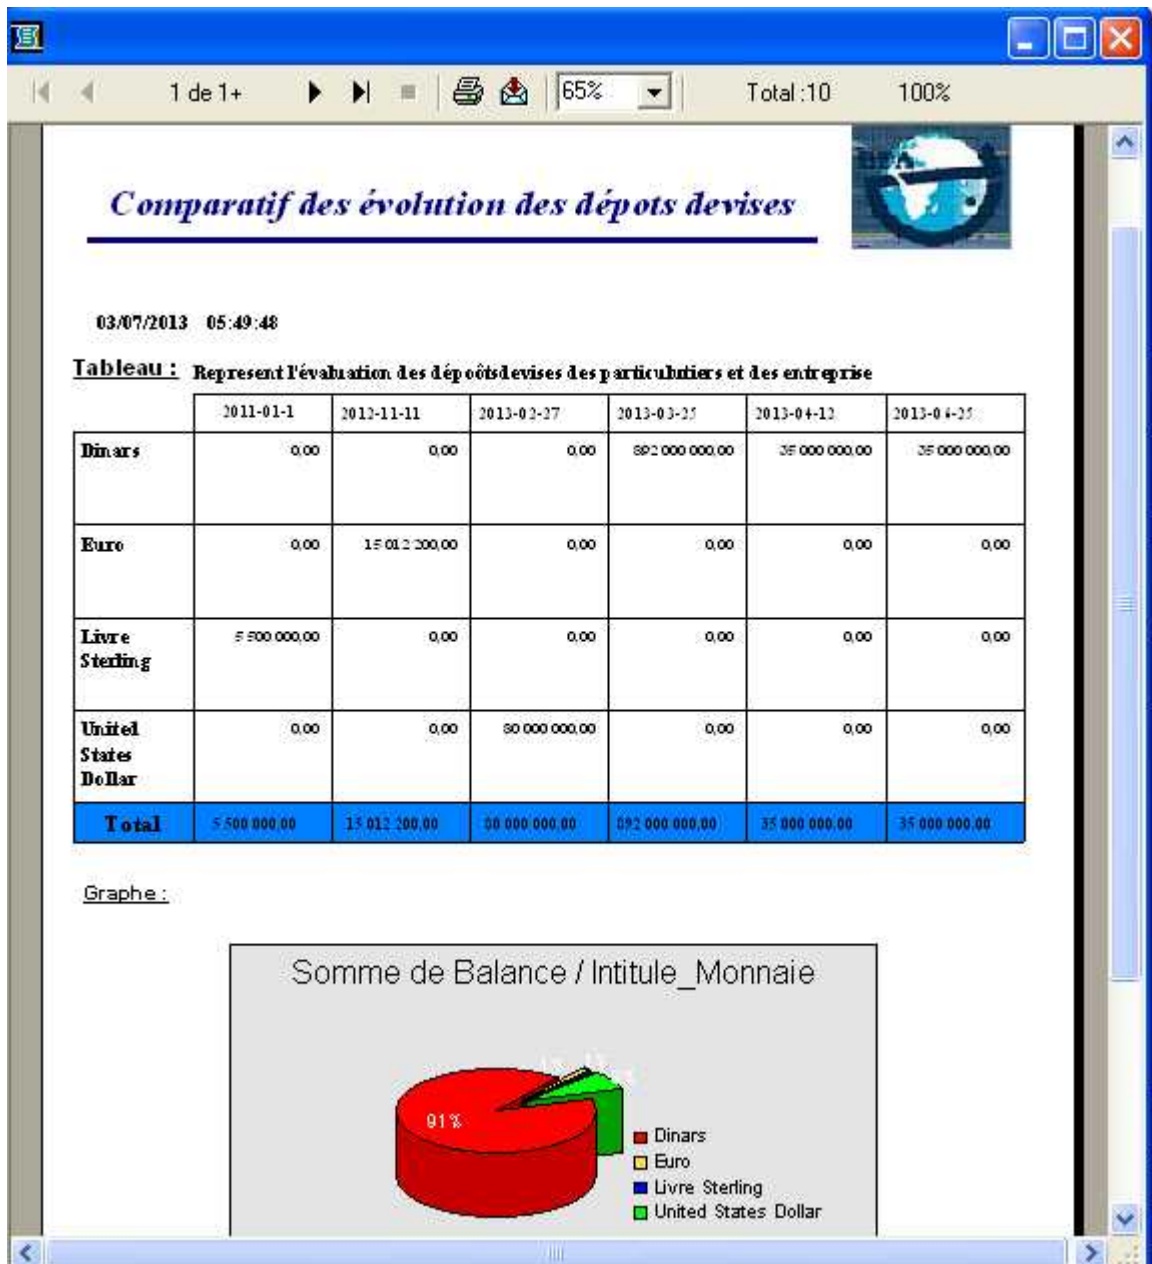 1 de 1+ 65% Total :10 100%
Comparatif des évolution des dépots devises
03/07/2013 05:49:48
Tableau : Represent l'évaluation des dépoôtsdevises des particulutiers et des entreprise
2011-01-1 2012-11-11 2013-02-27 2013-03-25 2013-04-12 2013-04-25
Dinars 0,00 0,00 0,00 892 000 000,00 35 000 000,00 35 000 000,00
Euro 0,00 15 012 200,00 0,00 0,00 0,00 0,00
Livre 5 500 000,00 0,00 0,00 0,00 0,00 0,00
Sterling
United 0,00 0,00 80 000 000,00 0,00 0,00 0,00
States
Dollar
Total 5 500 000,00 15 012 200,00 80 000 000,00 892 000 000,00 35 000 000,00 35 000 000,00
Graphe :
Somme de Balance / Intitule_Monnaie
91%
Dinars
Euro
Livre Sterling
United States Dollar